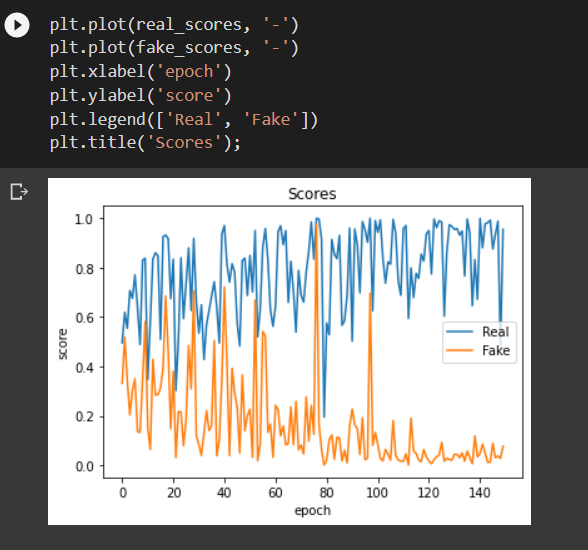 plt.plot(real_scores, '-')
plt.plot(fake_scores, '-')
plt.xlabel('epoch')
plt.ylabel('score')
plt.legend(['Real', 'Fake'])
plt.title('Scores');
Scores
1.0
0.8
0.6
0.4
0.2
0.0
score
Real
Fake
0 20 40 60 80 100 120 140
epoch